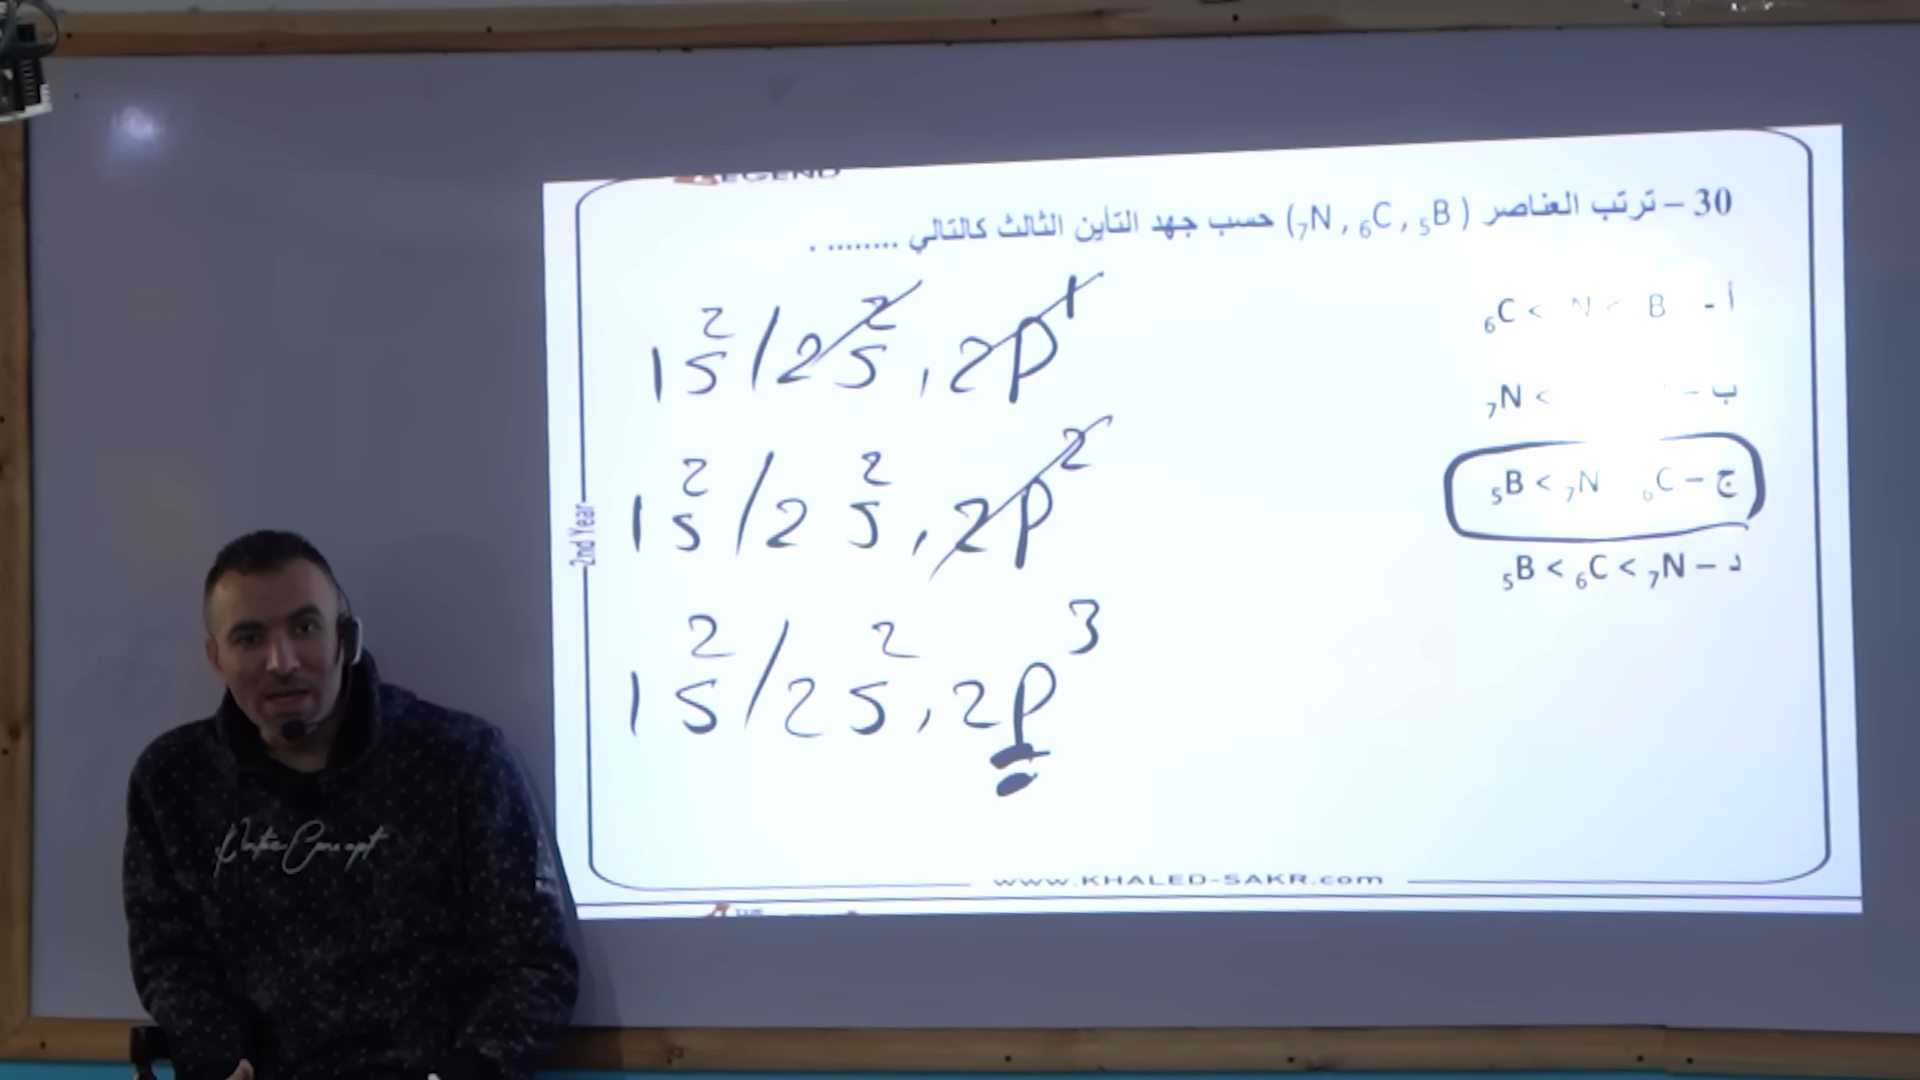 LEGEND
30 – ترتب العناصر ( ₇N , ₆C , ₅B) حسب جهد التأين الثالث كالتالي ........ .
أ - ₆C < N < B
ب – ₇N <
ج – ₅B < ₇N ₆C
د – ₅B < ₆C < ₇N
1s² / 2s² , 2p¹
1s² / 2s² , 2p²
1s² / 2s² , 2p³
2nd Year
www.KHALED-SAKR.com